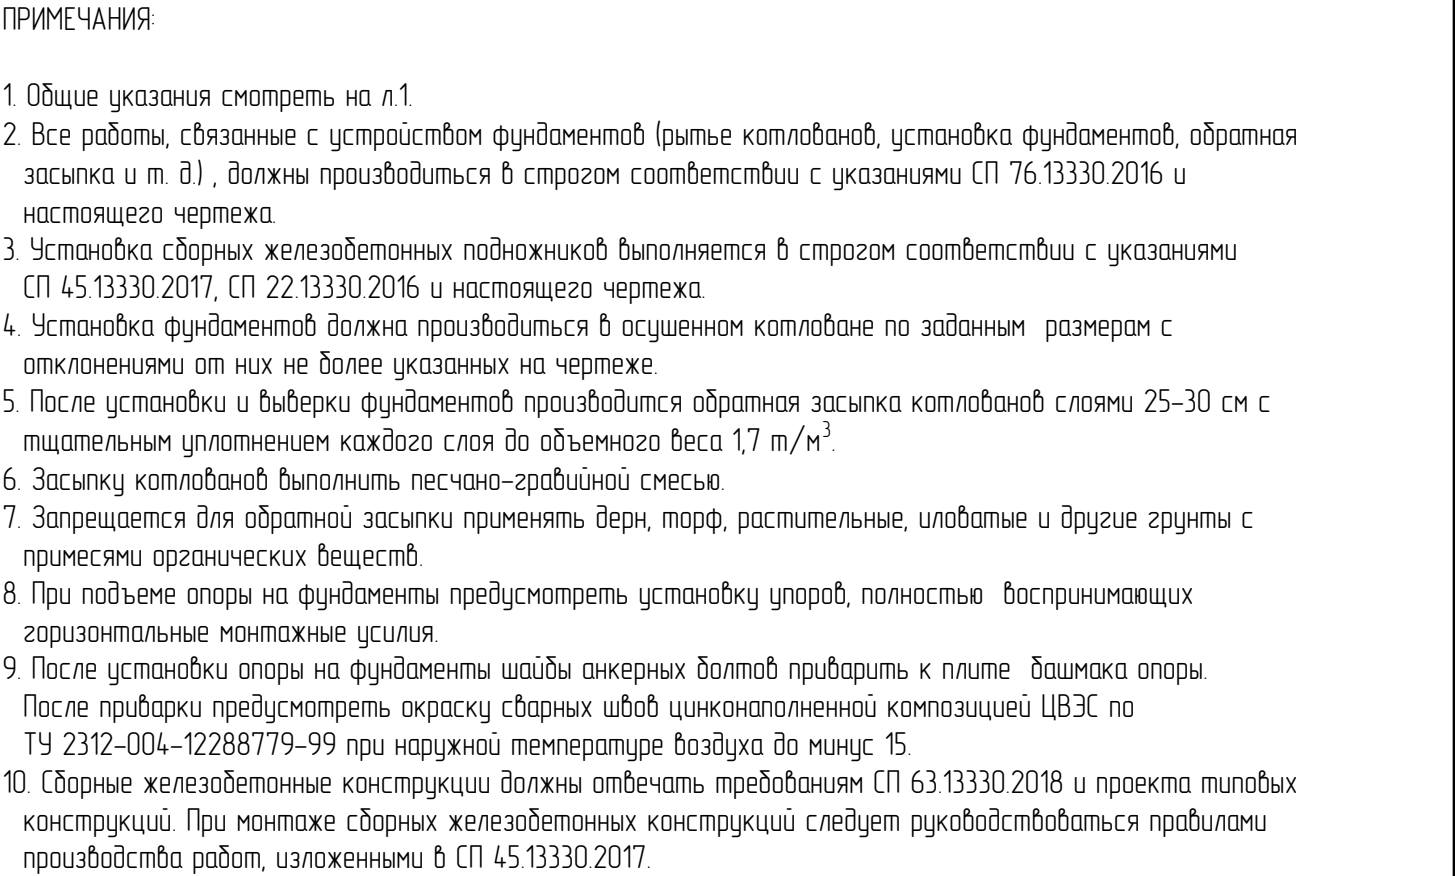 ПРИМЕЧАНИЯ:
1. Общие указания смотреть на л.1.
2. Все работы, связанные с устройством фундаментов (рытье котлованов, установка фундаментов, обратная
засыпка и т. д.) , должны производиться в строгом соответствии с указаниями СП 76.13330.2016 и
настоящего чертежа.
3. Установка сборных железобетонных подножников выполняется в строгом соответствии с указаниями
СП 45.13330.2017, СП 22.13330.2016 и настоящего чертежа.
4. Установка фундаментов должна производиться в осушенном котловане по заданным размерам с
отклонениями от них не более указанных на чертеже.
5. После установки и выверки фундаментов производится обратная засыпка котлованов слоями 25-30 см с
тщательным уплотнением каждого слоя до объемного веса 1,7 т/м³.
6. Засыпку котлованов выполнить песчано-гравийной смесью.
7. Запрещается для обратной засыпки применять дерн, торф, растительные, иловатые и другие грунты с
примесями органических веществ.
8. При подъеме опоры на фундаменты предусмотреть установку упоров, полностью воспринимающих
горизонтальные монтажные усилия.
9. После установки опоры на фундаменты шайбы анкерных болтов приварить к плите башмака опоры.
После приварки предусмотреть окраску сварных швов цинконаполненной композицией ЦВЭС по
ТУ 2312-004-12288779-99 при наружной температуре воздуха до минус 15.
10. Сборные железобетонные конструкции должны отвечать требованиям СП 63.13330.2018 и проекта типовых
конструкций. При монтаже сборных железобетонных конструкций следует руководствоваться правилами
производства работ, изложенными в СП 45.13330.2017.